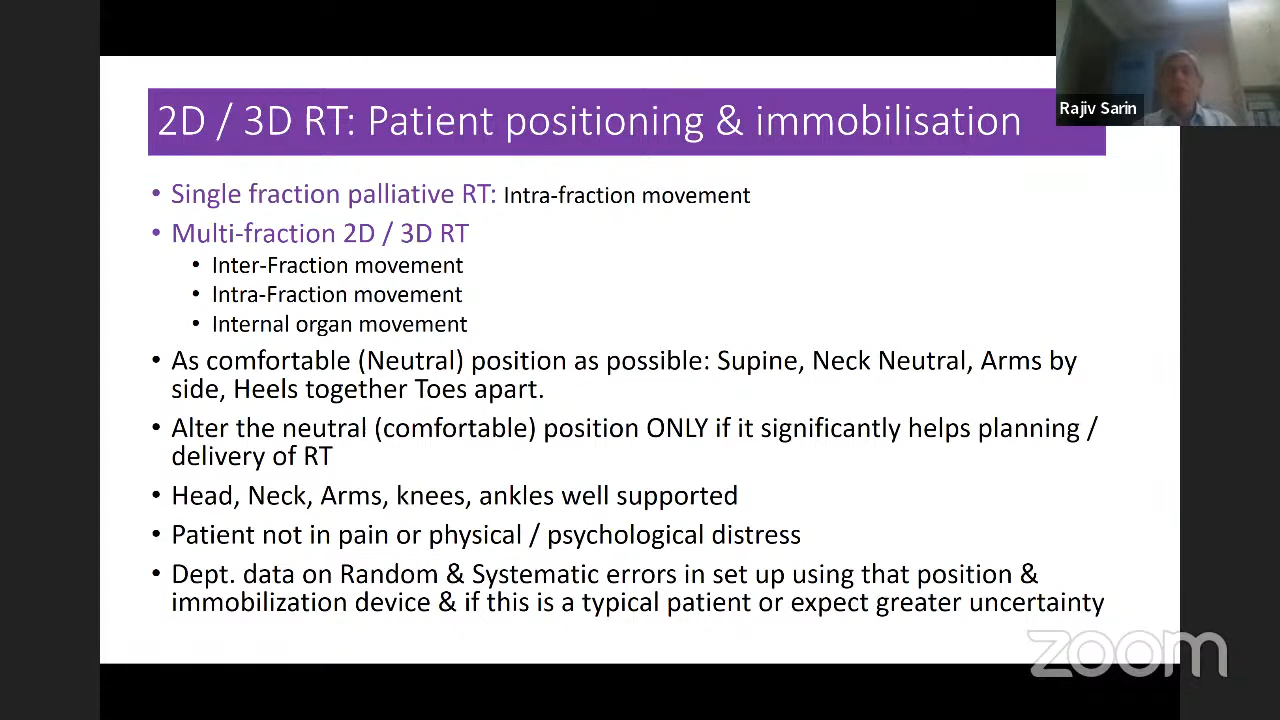 2D / 3D RT: Patient positioning & immobilisation
Rajiv Sarin
• Single fraction palliative RT: Intra-fraction movement
• Multi-fraction 2D / 3D RT
• Inter-Fraction movement
• Intra-Fraction movement
• Internal organ movement
• As comfortable (Neutral) position as possible: Supine, Neck Neutral, Arms by
side, Heels together Toes apart.
• Alter the neutral (comfortable) position ONLY if it significantly helps planning /
delivery of RT
• Head, Neck, Arms, knees, ankles well supported
• Patient not in pain or physical / psychological distress
• Dept. data on Random & Systematic errors in set up using that position &
immobilization device & if this is a typical patient or expect greater uncertainty
zoom